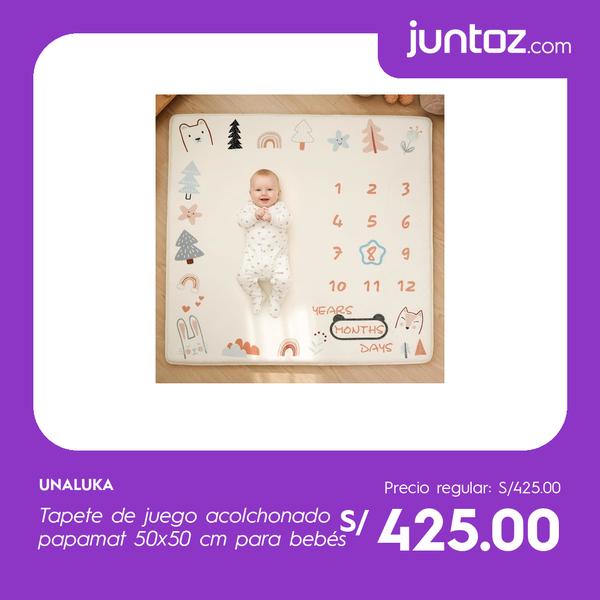 juntoz.com
1 2 3
4 5 6
7 8 9
10 11 12
YEARS
MONTHS
DAYS
UNALUKA
Precio regular: S/425.00
Tapete de juego acolchonado
papamat 50x50 cm para bebés
S/ 425.00